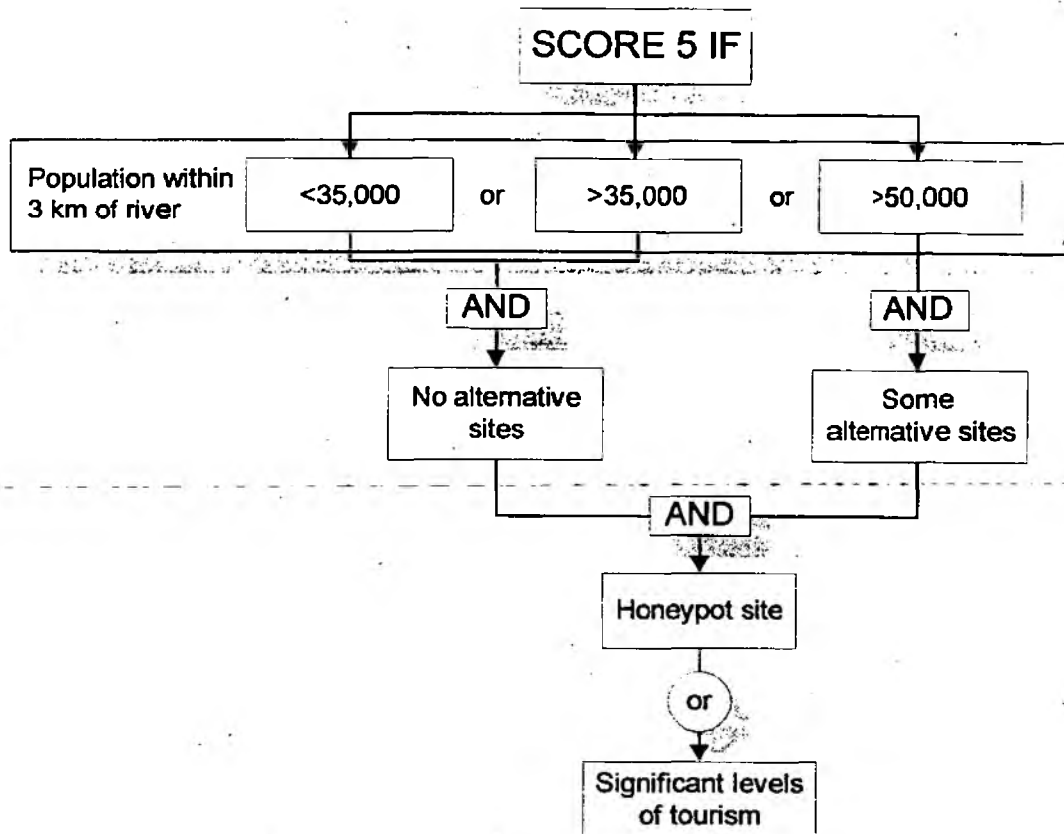 SCORE 5 IF
Population within
3 km of river
<35,000 or >35,000 or >50,000
AND AND
No alternative
sites
Some
alternative sites
AND
Honeypot site
or
Significant levels
of tourism